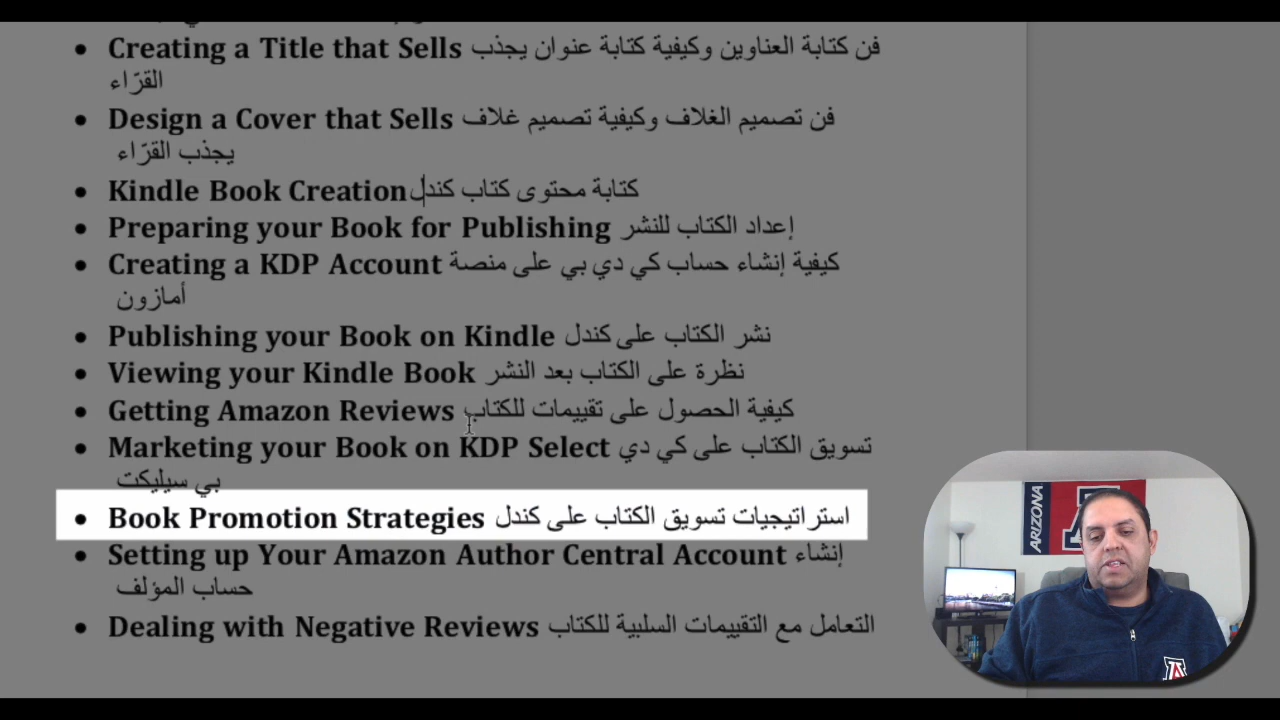 • Creating a Title that Sells فن كتابة العناوين وكيفية كتابة عنوان يجذب
القرّاء
• Design a Cover that Sells فن تصميم الغلاف وكيفية تصميم غلاف
يجذب القرّاء
• Kindle Book Creation كتابة محتوى كتاب كندل
• Preparing your Book for Publishing إعداد الكتاب للنشر
• Creating a KDP Account كيفية إنشاء حساب كي دي بي على منصة
أمازون
• Publishing your Book on Kindle نشر الكتاب على كندل
• Viewing your Kindle Book نظرة على الكتاب بعد النشر
• Getting Amazon Reviews كيفية الحصول على تقييمات للكتاب
• Marketing your Book on KDP Select تسويق الكتاب على كي دي
بي سيليكت
• Book Promotion Strategies استراتيجيات تسويق الكتاب على كندل
• Setting up Your Amazon Author Central Account إنشاء
حساب المؤلف
• Dealing with Negative Reviews التعامل مع التقييمات السلبية للكتاب
ARIZONA
A
A